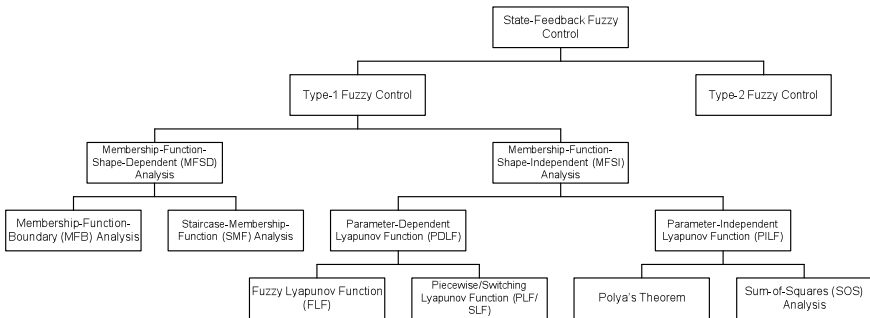 State-Feedback Fuzzy
Control
Type-1 Fuzzy Control
Type-2 Fuzzy Control
Membership-Function-
Shape-Dependent (MFSD)
Analysis
Membership-Function-
Shape-Independent (MFSI)
Analysis
Membership-Function-
Boundary (MFB) Analysis
Staircase-Membership-
Function (SMF) Analysis
Parameter-Dependent
Lyapunov Function (PDLF)
Parameter-Independent
Lyapunov Function (PILF)
Fuzzy Lyapunov Function
(FLF)
Piecewise/Switching
Lyapunov Function (PLF/
SLF)
Polya's Theorem
Sum-of-Squares (SOS)
Analysis